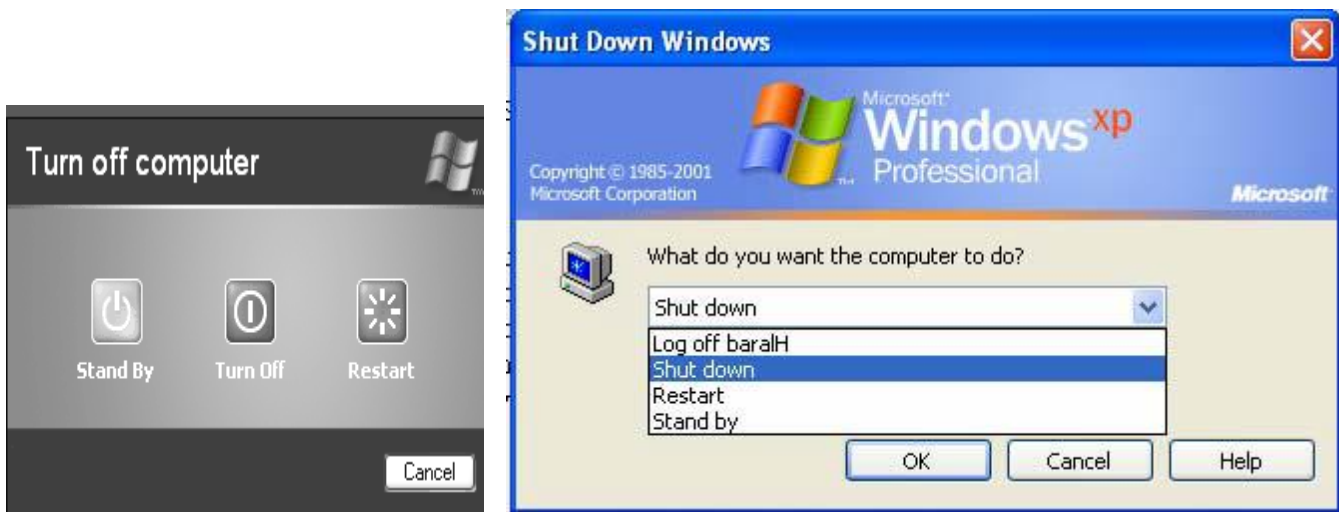 Turn off computer
TM
Stand By
Turn Off
Restart
Cancel
Shut Down Windows
Microsoft®
Windows xp
Professional
Copyright © 1985-2001
Microsoft Corporation
Microsoft
What do you want the computer to do?
Shut down
Log off baralH
Shut down
Restart
Stand by
OK
Cancel
Help